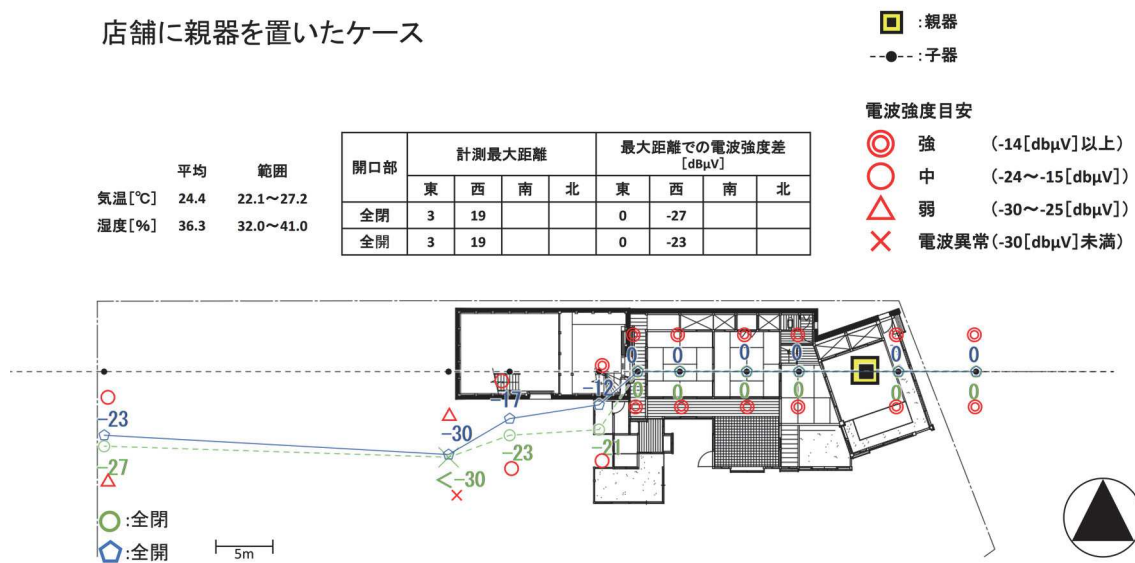 店舗に親器を置いたケース
:親器
:子器
電波強度目安
強 (-14[dbμV]以上)
中 (-24～-15[dbμV])
弱 (-30～-25[dbμV])
電波異常(-30[dbμV]未満)
平均 範囲
気温[℃] 24.4 22.1～27.2
湿度[%] 36.3 32.0～41.0
開口部 計測最大距離 最大距離での電波強度差
[dbμV]
東 西 南 北 東 西 南 北
全閉 3 19 0 -27
全開 3 19 0 -23
0 0 0 0 0 0
-23 -30 -17 -12
0 0 0 0 0 0
-27 <-30 -23 -21
:全閉
:全開
5m